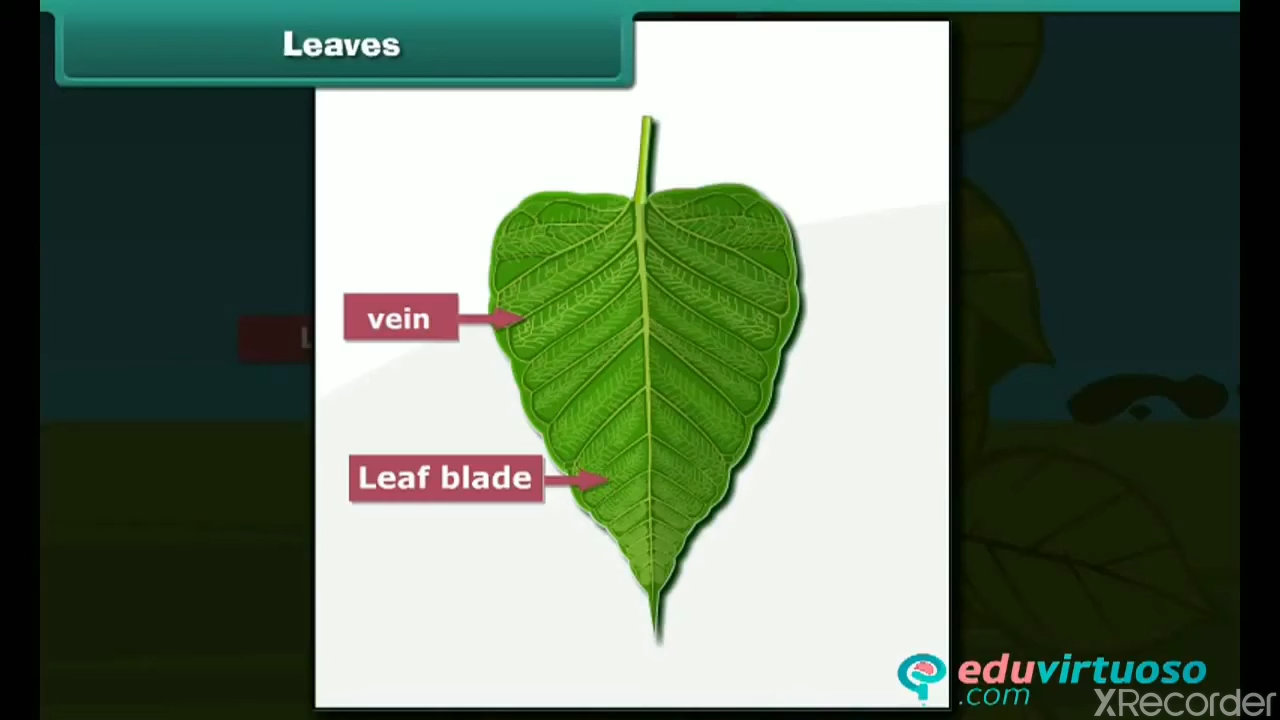 Leaves
vein
Leaf blade
eduvirtuoso
.com
XRecorder